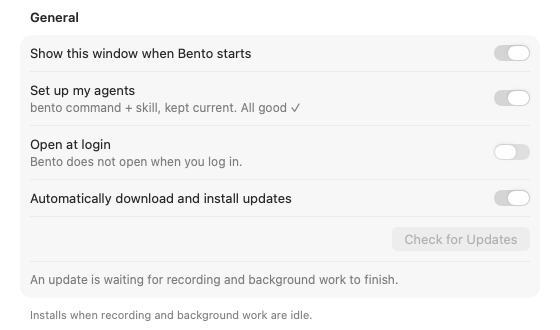 General
Show this window when Bento starts
Set up my agents
bento command + skill, kept current. All good ✓
Open at login
Bento does not open when you log in.
Automatically download and install updates
Check for Updates
An update is waiting for recording and background work to finish.
Installs when recording and background work are idle.